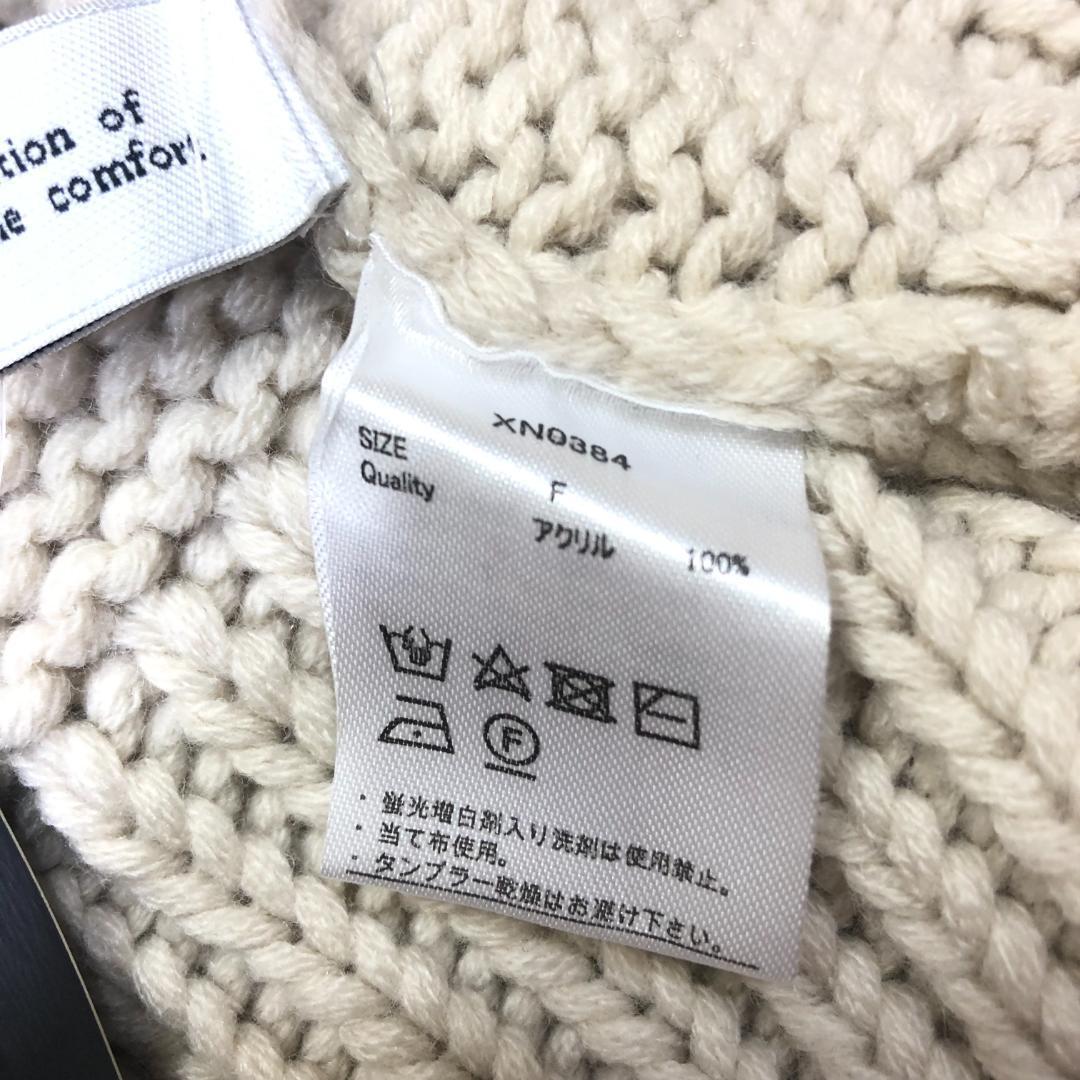 tion of
e comfort
XN0384
SIZE F
Quality アクリル 100%
F
・蛍光増白剤入り洗剤は使用禁止。
・当て布使用。
・タンブラー乾燥はお避け下さい。